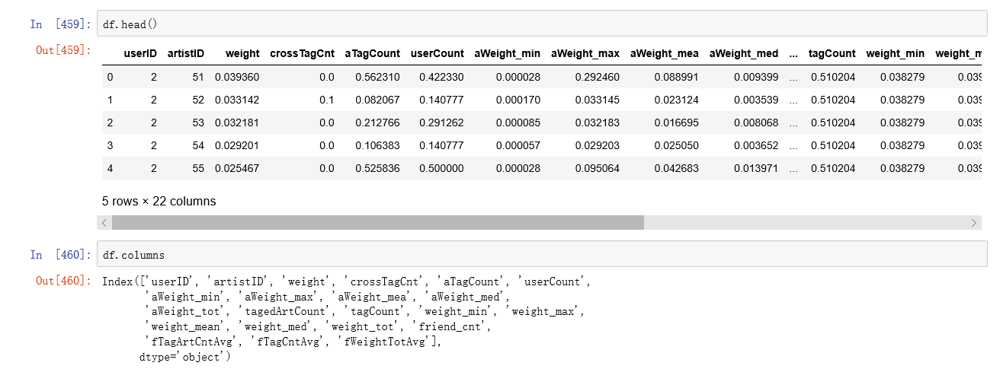 In [459]: df.head()
Out[459]:
userID artistID weight crossTagCnt aTagCount userCount aWeight_min aWeight_max aWeight_mea aWeight_med ... tagCount weight_min weight_m
0 2 51 0.039360 0.0 0.562310 0.422330 0.000028 0.292460 0.088991 0.009399 ... 0.510204 0.038279 0.039
1 2 52 0.033142 0.1 0.082067 0.140777 0.000170 0.033145 0.023124 0.003539 ... 0.510204 0.038279 0.039
2 2 53 0.032181 0.0 0.212766 0.291262 0.000085 0.032183 0.016695 0.008068 ... 0.510204 0.038279 0.039
3 2 54 0.029201 0.0 0.106383 0.140777 0.000057 0.029203 0.025050 0.003652 ... 0.510204 0.038279 0.039
4 2 55 0.025467 0.0 0.525836 0.500000 0.000028 0.095064 0.042683 0.013971 ... 0.510204 0.038279 0.039
5 rows × 22 columns
In [460]: df.columns
Out[460]: Index(['userID', 'artistID', 'weight', 'crossTagCnt', 'aTagCount', 'userCount',
'aWeight_min', 'aWeight_max', 'aWeight_mea', 'aWeight_med',
'aWeight_tot', 'tagedArtCount', 'tagCount', 'weight_min', 'weight_max',
'weight_mean', 'weight_med', 'weight_tot', 'friend_cnt',
'fTagArtCntAvg', 'fTagCntAvg', 'fWeightTotAvg'],
dtype='object')